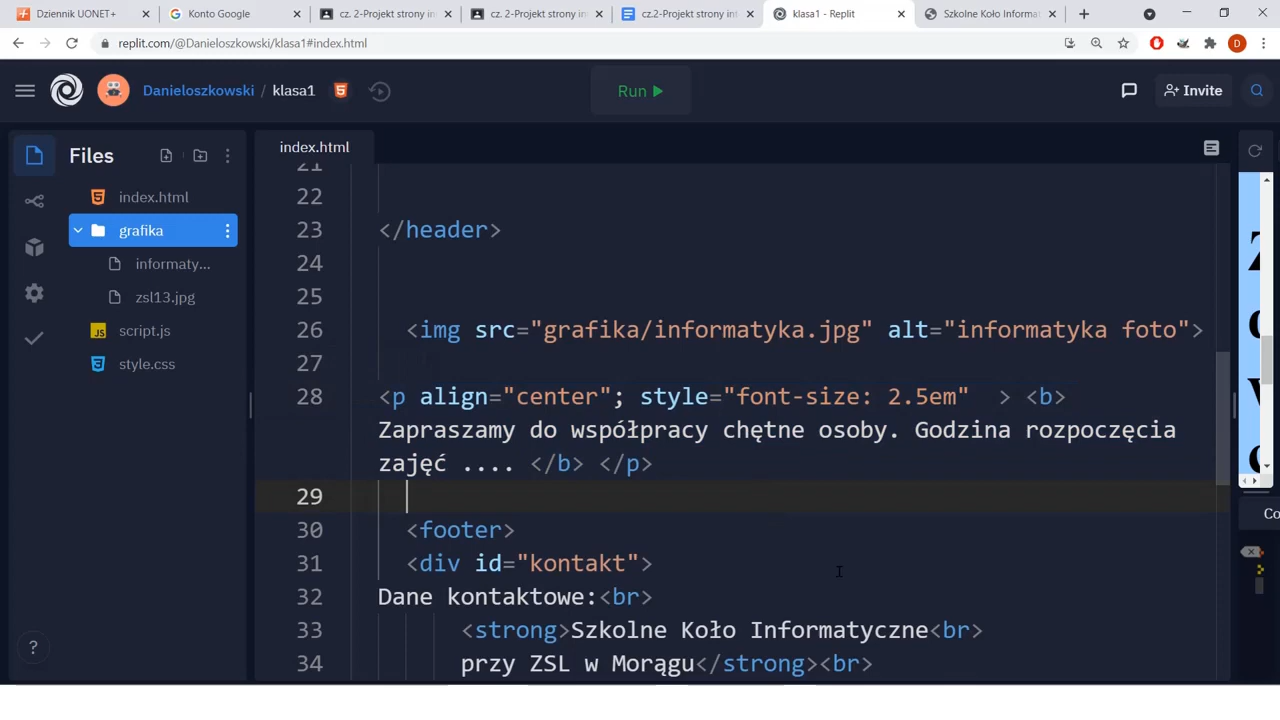 Dziennik UONET+
Konto Google
cz. 2-Projekt strony in
cz. 2-Projekt strony in
cz.2-Projekt strony int
klasa1 - Replit
Szkolne Koło Informat
replit.com/@Danieloszkowski/klasa1#index.html
D
Danieloszkowski / klasa1
Run
Invite
Files
index.html
index.html
grafika
informaty...
zsl13.jpg
script.js
style.css
21
22
23 </header>
24
25
26 <img src="grafika/informatyka.jpg" alt="informatyka foto">
27
28 <p align="center"; style="font-size: 2.5em" > <b>
Zapraszamy do współpracy chętne osoby. Godzina rozpoczęcia
zajęć .... </b> </p>
29
30 <footer>
31 <div id="kontakt">
32 Dane kontaktowe:<br>
33 <strong>Szkolne Koło Informatyczne<br>
34 przy ZSL w Morągu</strong><br>
Co
?